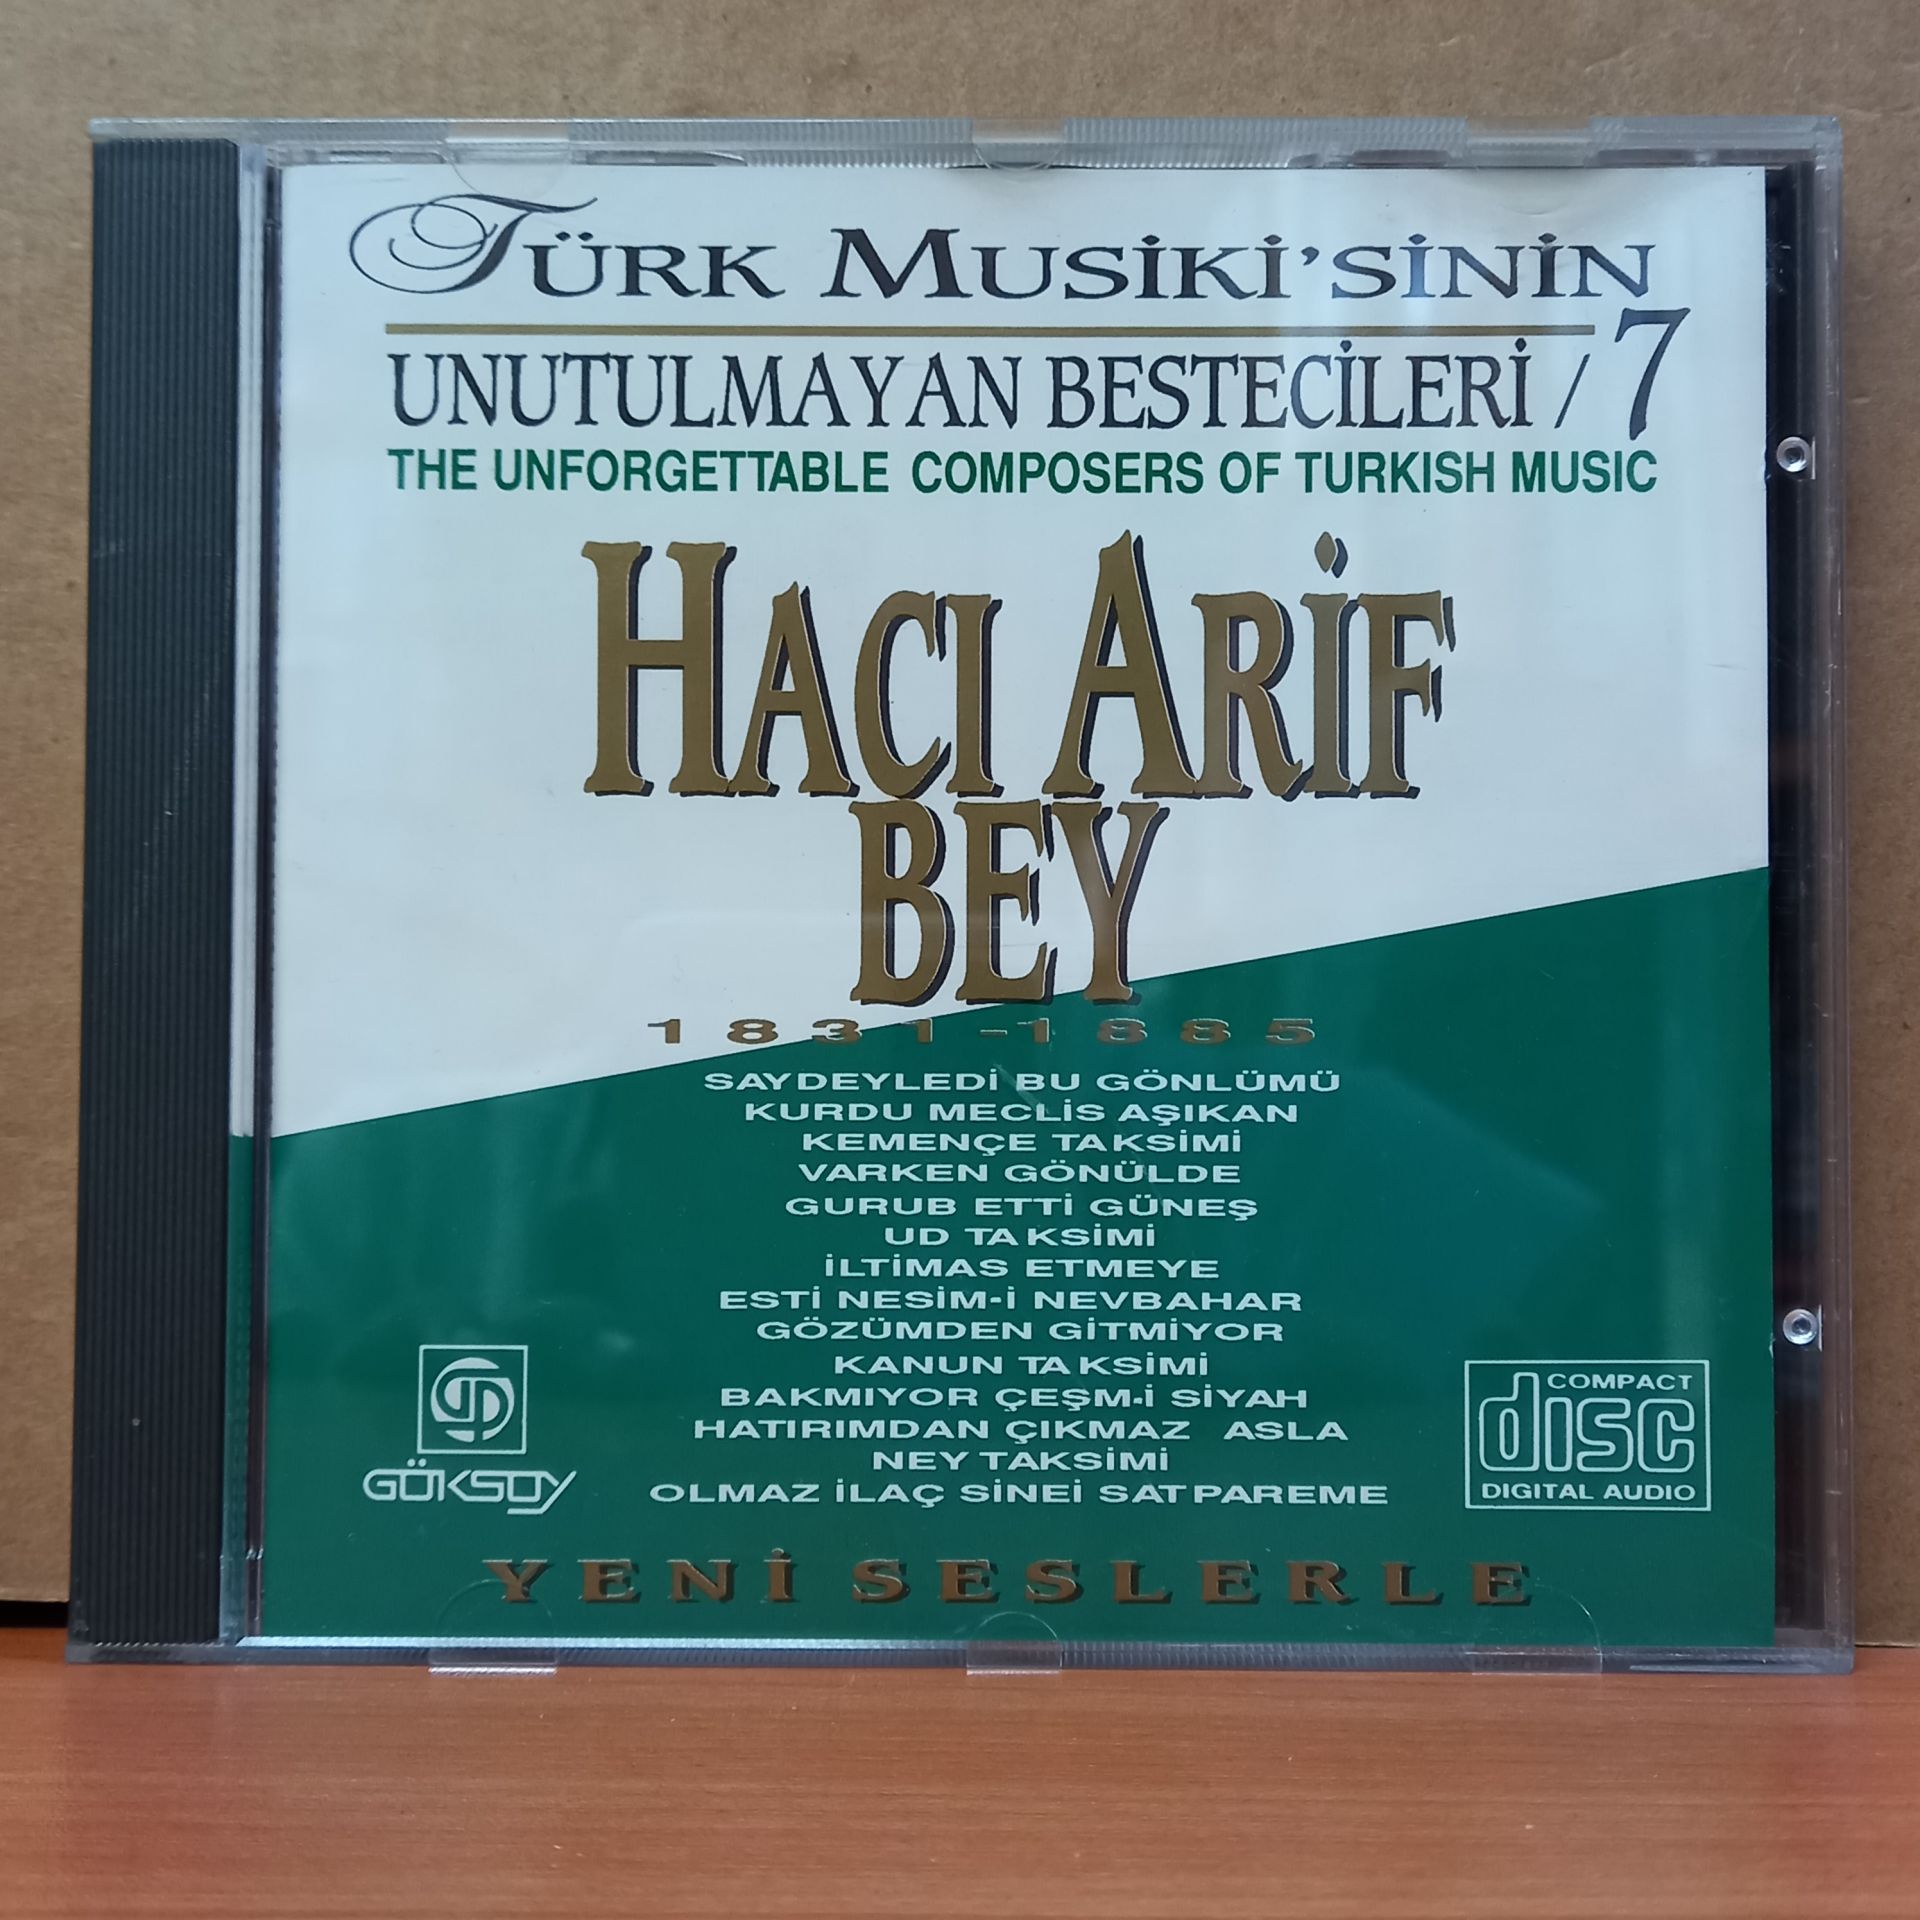 TÜRK MUSİKİ'SİNİN
UNUTULMAYAN BESTECİLERİ / 7
THE UNFORGETTABLE COMPOSERS OF TURKISH MUSIC
HACI ARİF
BEY
1831-1885
SAYDEYLEDİ BU GÖNLÜMÜ
KURDU MECLİS AŞIKAN
KEMENÇE TAKSİMİ
VARKEN GÖNÜLDE
GURUB ETTİ GÜNEŞ
UD TAKSİMİ
İLTİMAS ETMEYE
ESTİ NESİM-İ NEVBAHAR
GÖZÜMDEN GİTMİYOR
KANUN TAKSİMİ
BAKMIYOR ÇEŞM-İ SİYAH
HATIRIMDAN ÇIKMAZ ASLA
NEY TAKSİMİ
OLMAZ İLAÇ SİNEİ SATPAREME
GÖKSOY
COMPACT
disc
DIGITAL AUDIO
YENİ SESLERLE